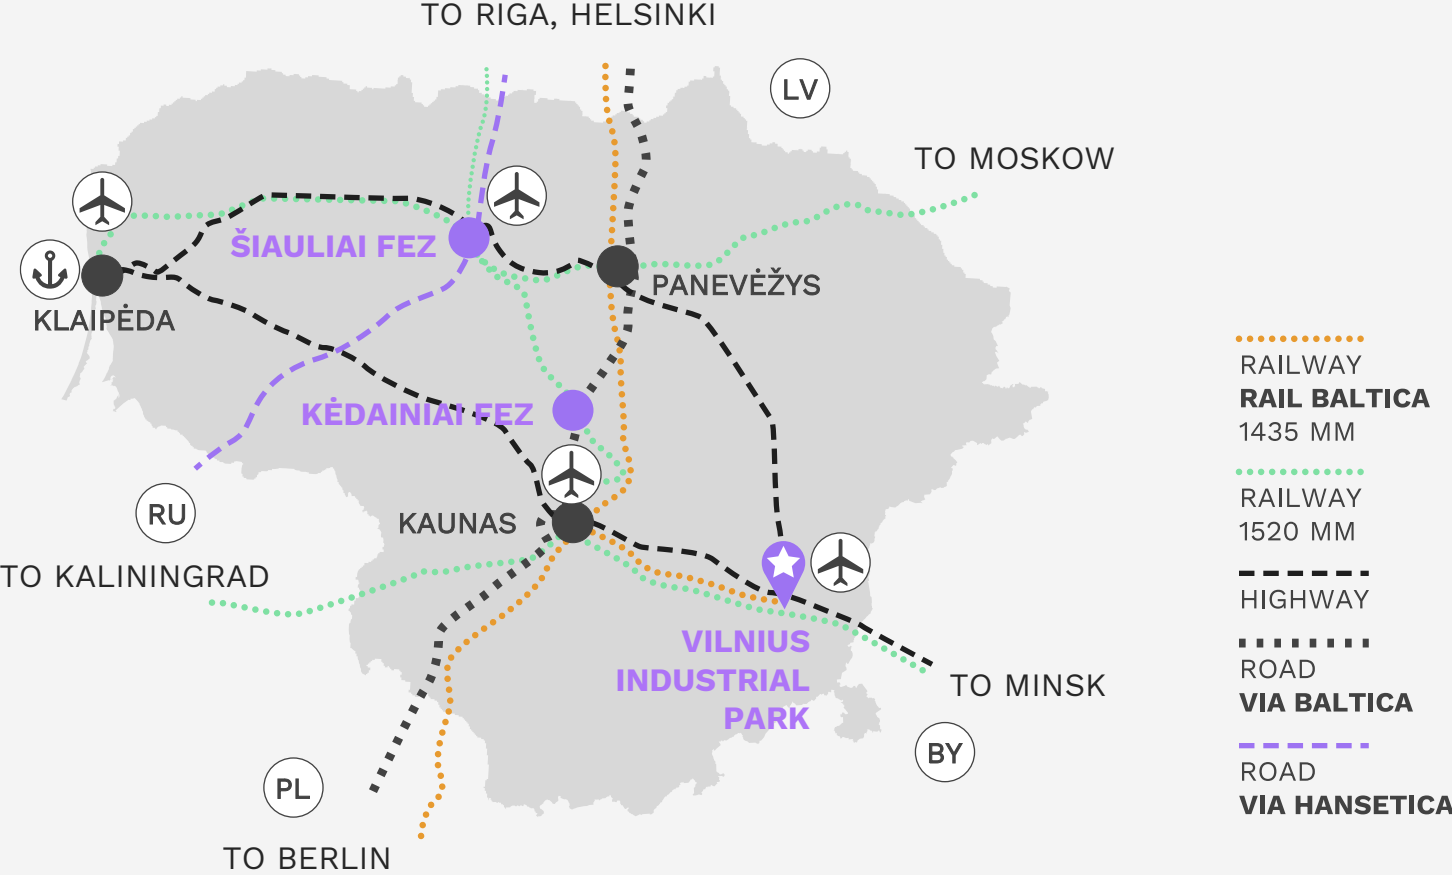 TO RIGA, HELSINKI
LV
TO MOSKOW
ŠIAULIAI FEZ
PANEVĖŽYS
KLAIPĖDA
KĖDAINIAI FEZ
RU
KAUNAS
TO KALININGRAD
VILNIUS
INDUSTRIAL
PARK
TO MINSK
BY
PL
TO BERLIN
RAILWAY
RAIL BALTICA
1435 MM
RAILWAY
1520 MM
HIGHWAY
ROAD
VIA BALTICA
ROAD
VIA HANSETICA